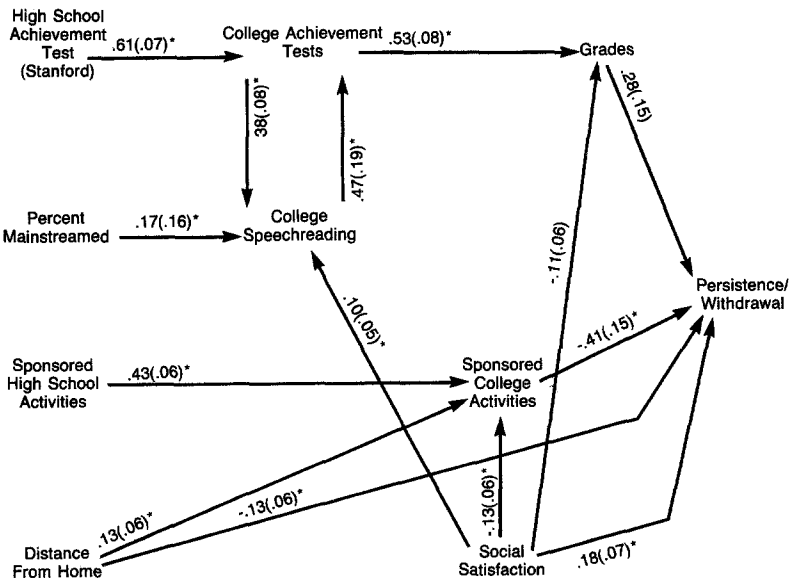 High School
Achievement
Test
(Stanford)
.61(.07)*
College Achievement
Tests
.53(.08)*
Grades
38(.08)*
.47(.19)*
.28(.15)
Percent
Mainstreamed
.17(.16)*
College
Speechreading
-.11(.06)
Persistence/
Withdrawal
.10(.05)*
-.41(.15)*
Sponsored
High School
Activities
.43(.06)*
Sponsored
College
Activities
.13(.06)*
-.13(.06)*
-.13(.06)*
Distance
From Home
Social
Satisfaction
.18(.07)*